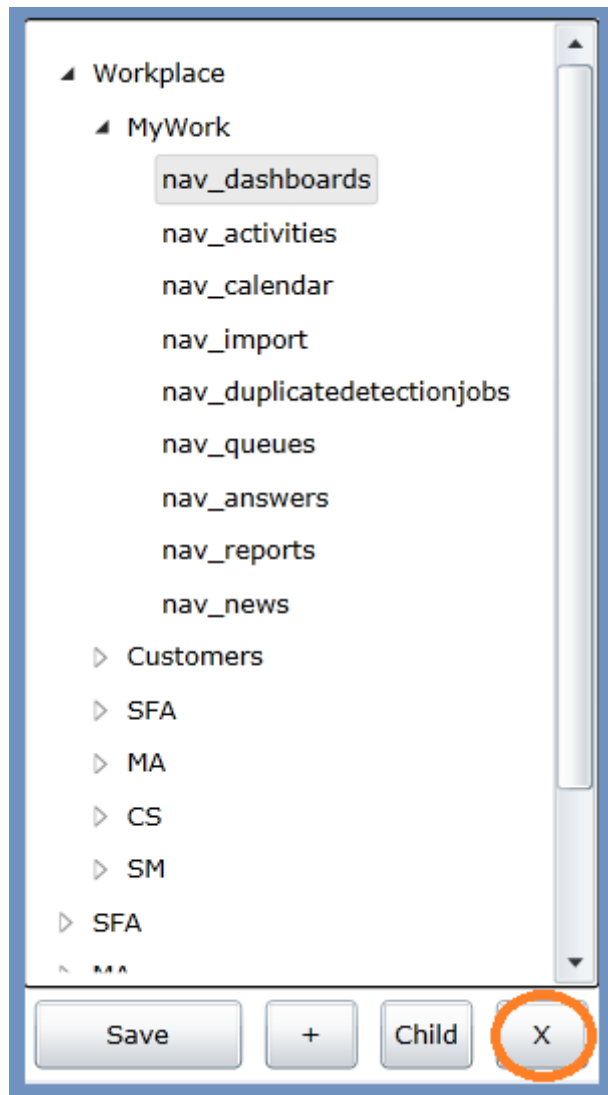 Workplace
MyWork
nav_dashboards
nav_activities
nav_calendar
nav_import
nav_duplicatedetectionjobs
nav_queues
nav_answers
nav_reports
nav_news
Customers
SFA
MA
CS
SM
SFA
MA
Save + Child X